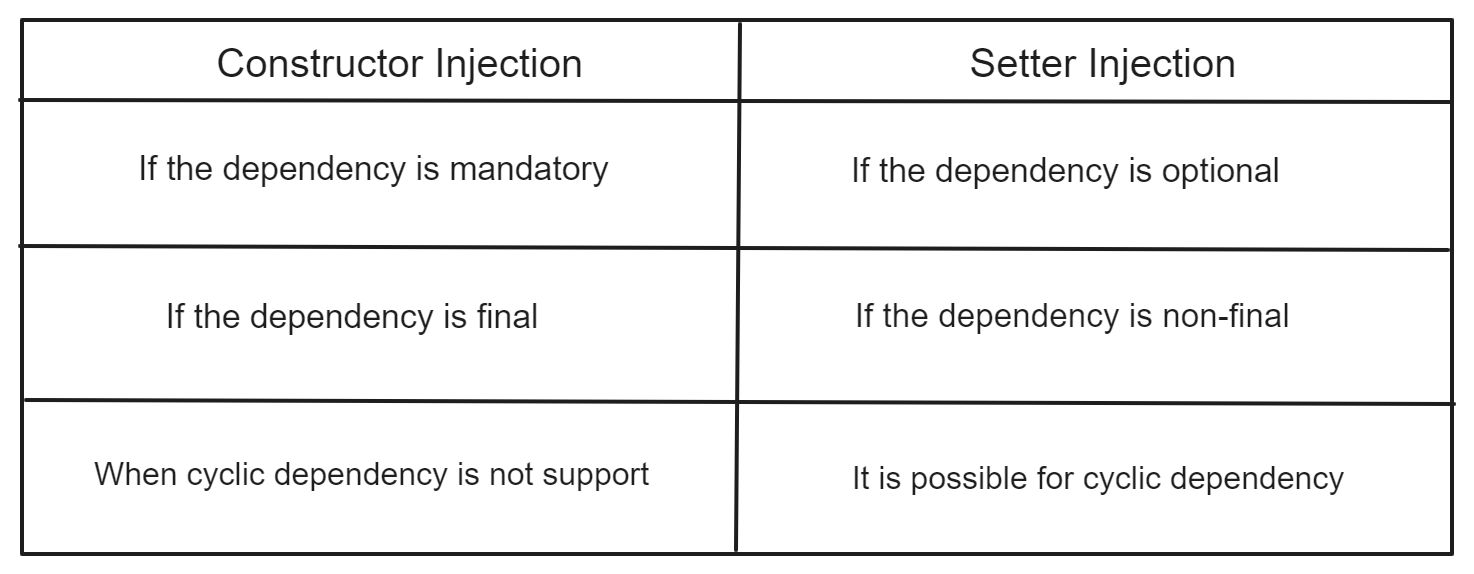 Constructor Injection
Setter Injection
If the dependency is mandatory
If the dependency is optional
If the dependency is final
If the dependency is non-final
When cyclic dependency is not support
It is possible for cyclic dependency